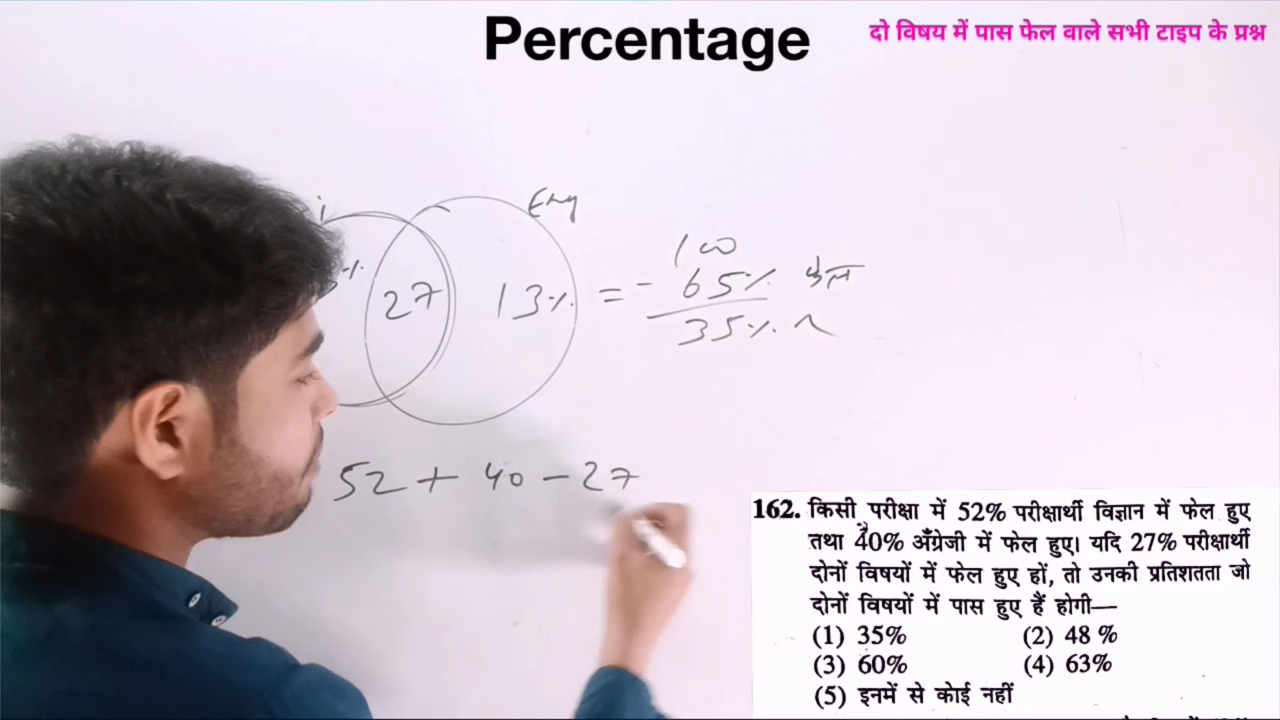 Percentage
दो विषय में पास फेल वाले सभी टाइप के प्रश्न
Eng
27 13% = - 65% फेल
100
35%
52 + 40 - 27
162. किसी परीक्षा में 52% परीक्षार्थी विज्ञान में फेल हुए
तथा 40% अँग्रेजी में फेल हुए। यदि 27% परीक्षार्थी
दोनों विषयों में फेल हुए हों, तो उनकी प्रतिशतता जो
दोनों विषयों में पास हुए हैं होगी—
(1) 35% (2) 48 %
(3) 60% (4) 63%
(5) इनमें से कोई नहीं